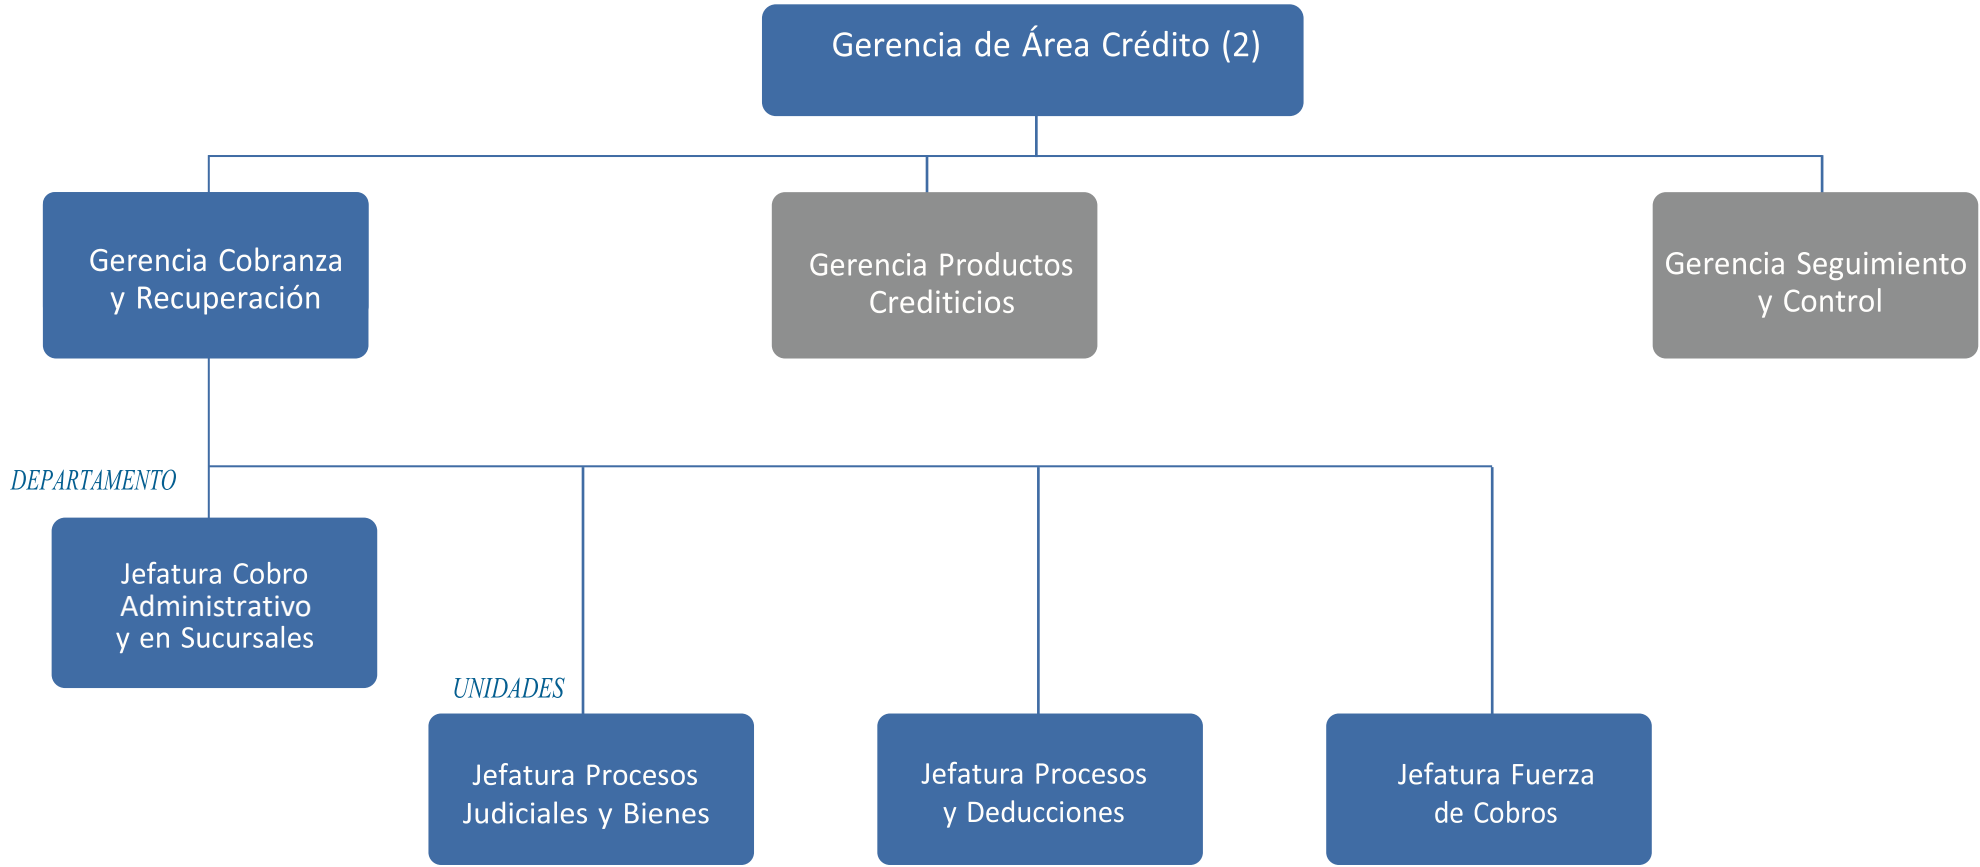 Gerencia de Área Crédito (2)
Gerencia Cobranza
y Recuperación
Gerencia Productos
Crediticios
Gerencia Seguimiento
y Control
DEPARTAMENTO
Jefatura Cobro
Administrativo
y en Sucursales
UNIDADES
Jefatura Procesos
Judiciales y Bienes
Jefatura Procesos
y Deducciones
Jefatura Fuerza
de Cobros